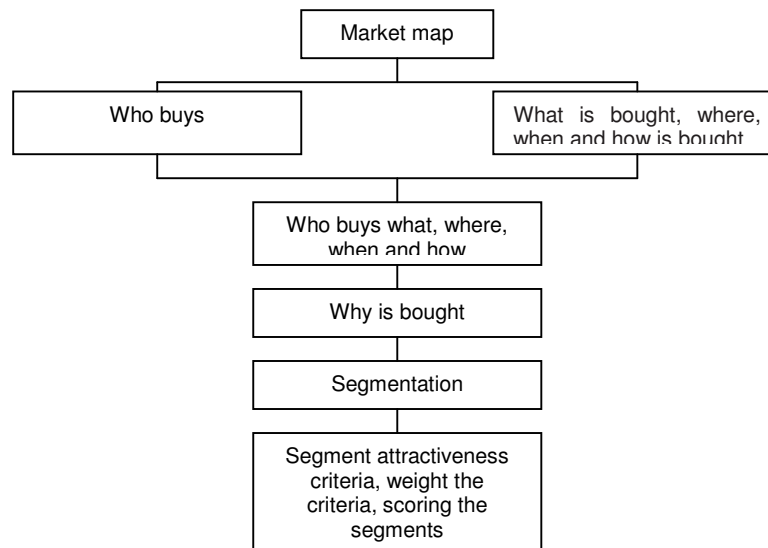 Market map
Who buys
What is bought, where,
when and how is bought
Who buys what, where,
when and how
Why is bought
Segmentation
Segment attractiveness
criteria, weight the
criteria, scoring the
segments